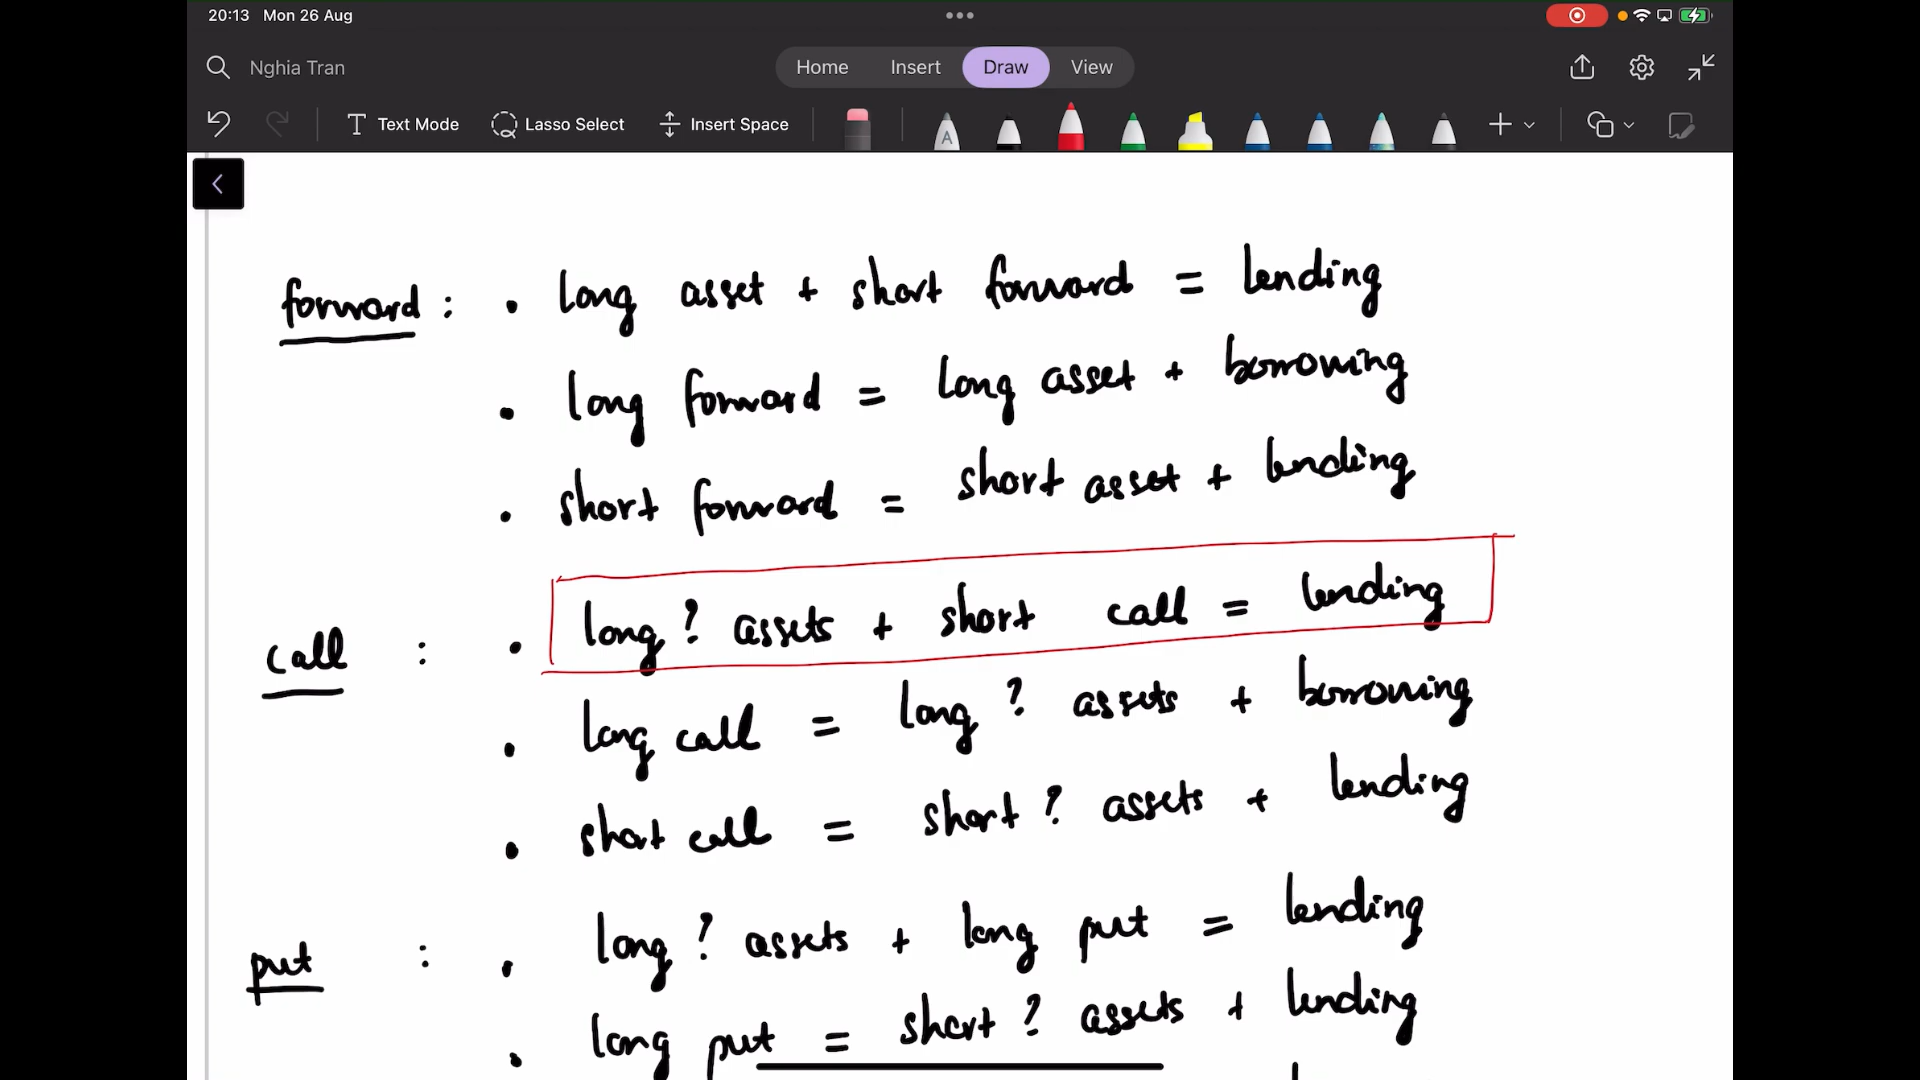 20:13 Mon 26 Aug
Nghia Tran Home Insert Draw View
Text Mode Lasso Select Insert Space A
forward : • long asset + short forward = lending
• long forward = long asset + borrowing
• short forward = short asset + lending
call : • long ? assets + short call = lending
• long call = long ? assets + borrowing
• short call = short ? assets + lending
put : • long ? assets + long put = lending
• long put = short ? assets + lending